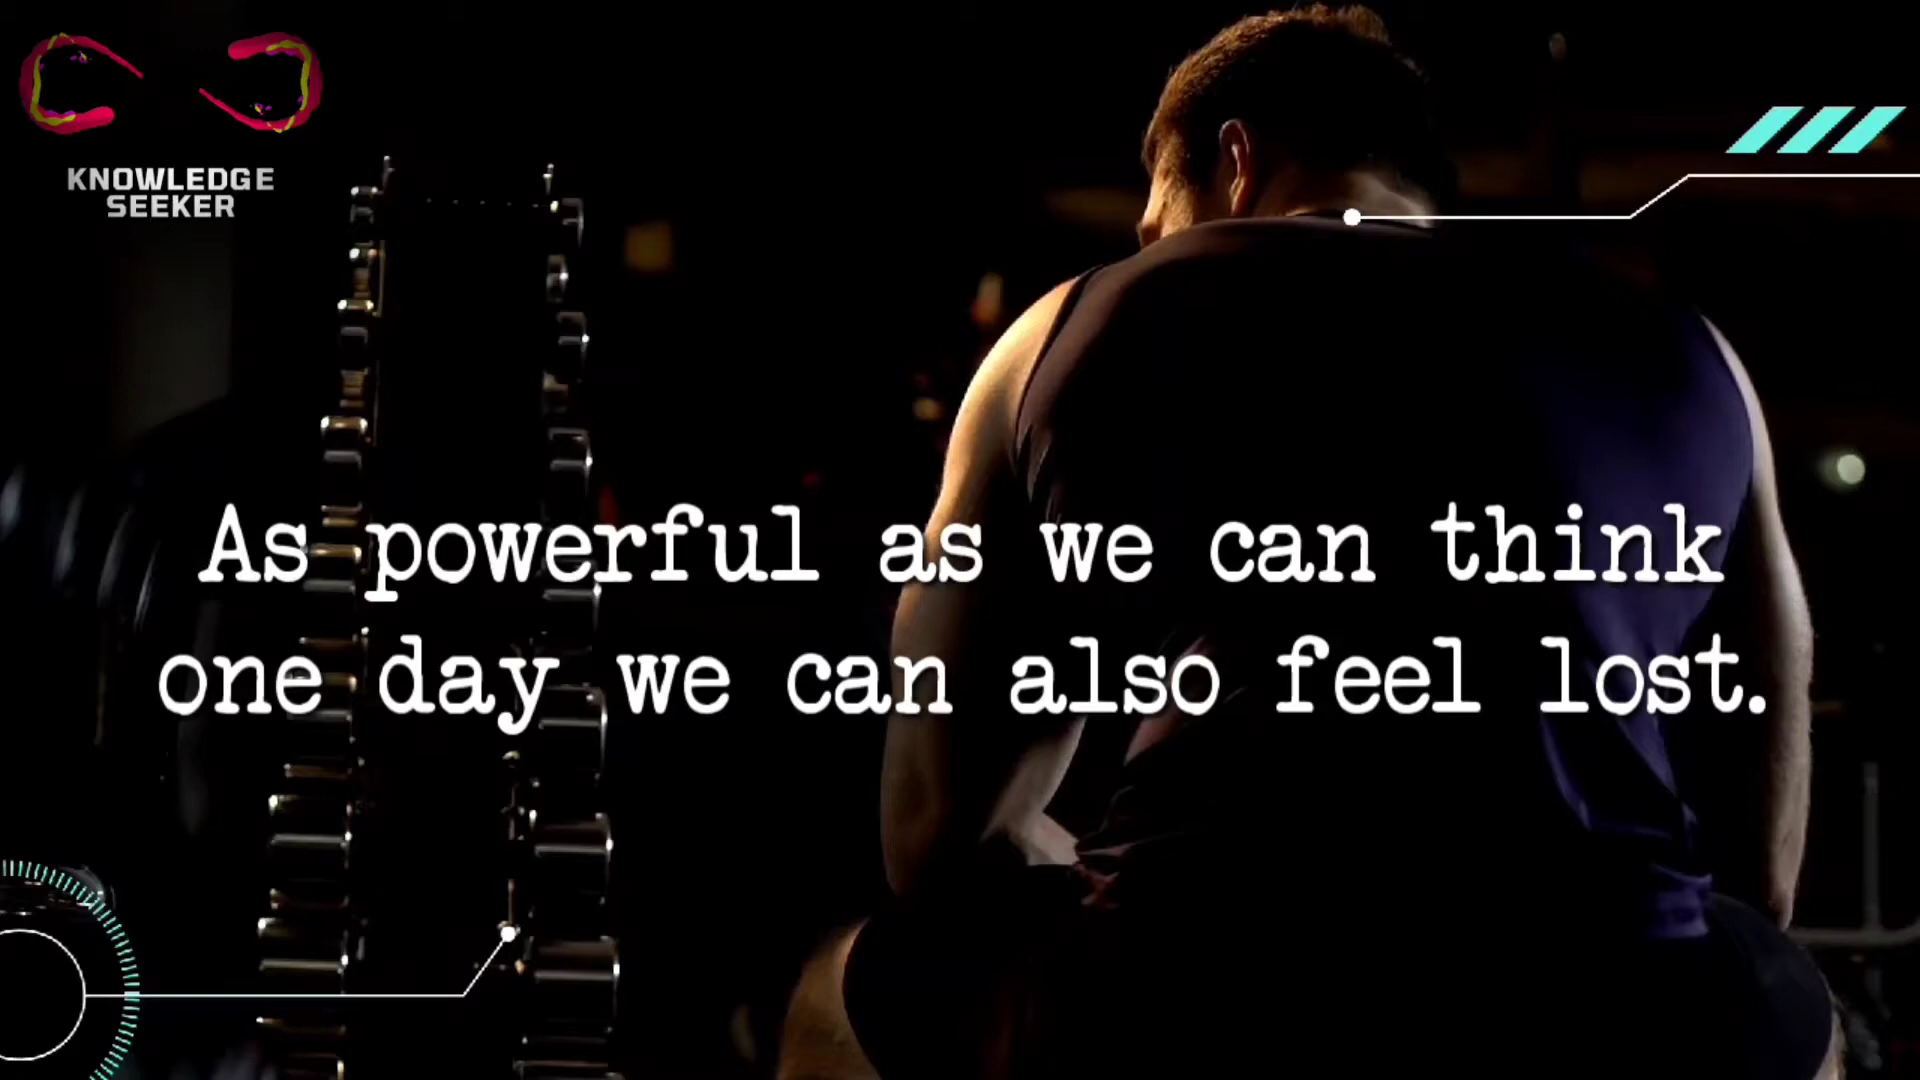 KNOWLEDGE
SEEKER
As powerful as we can think
one day we can also feel lost.